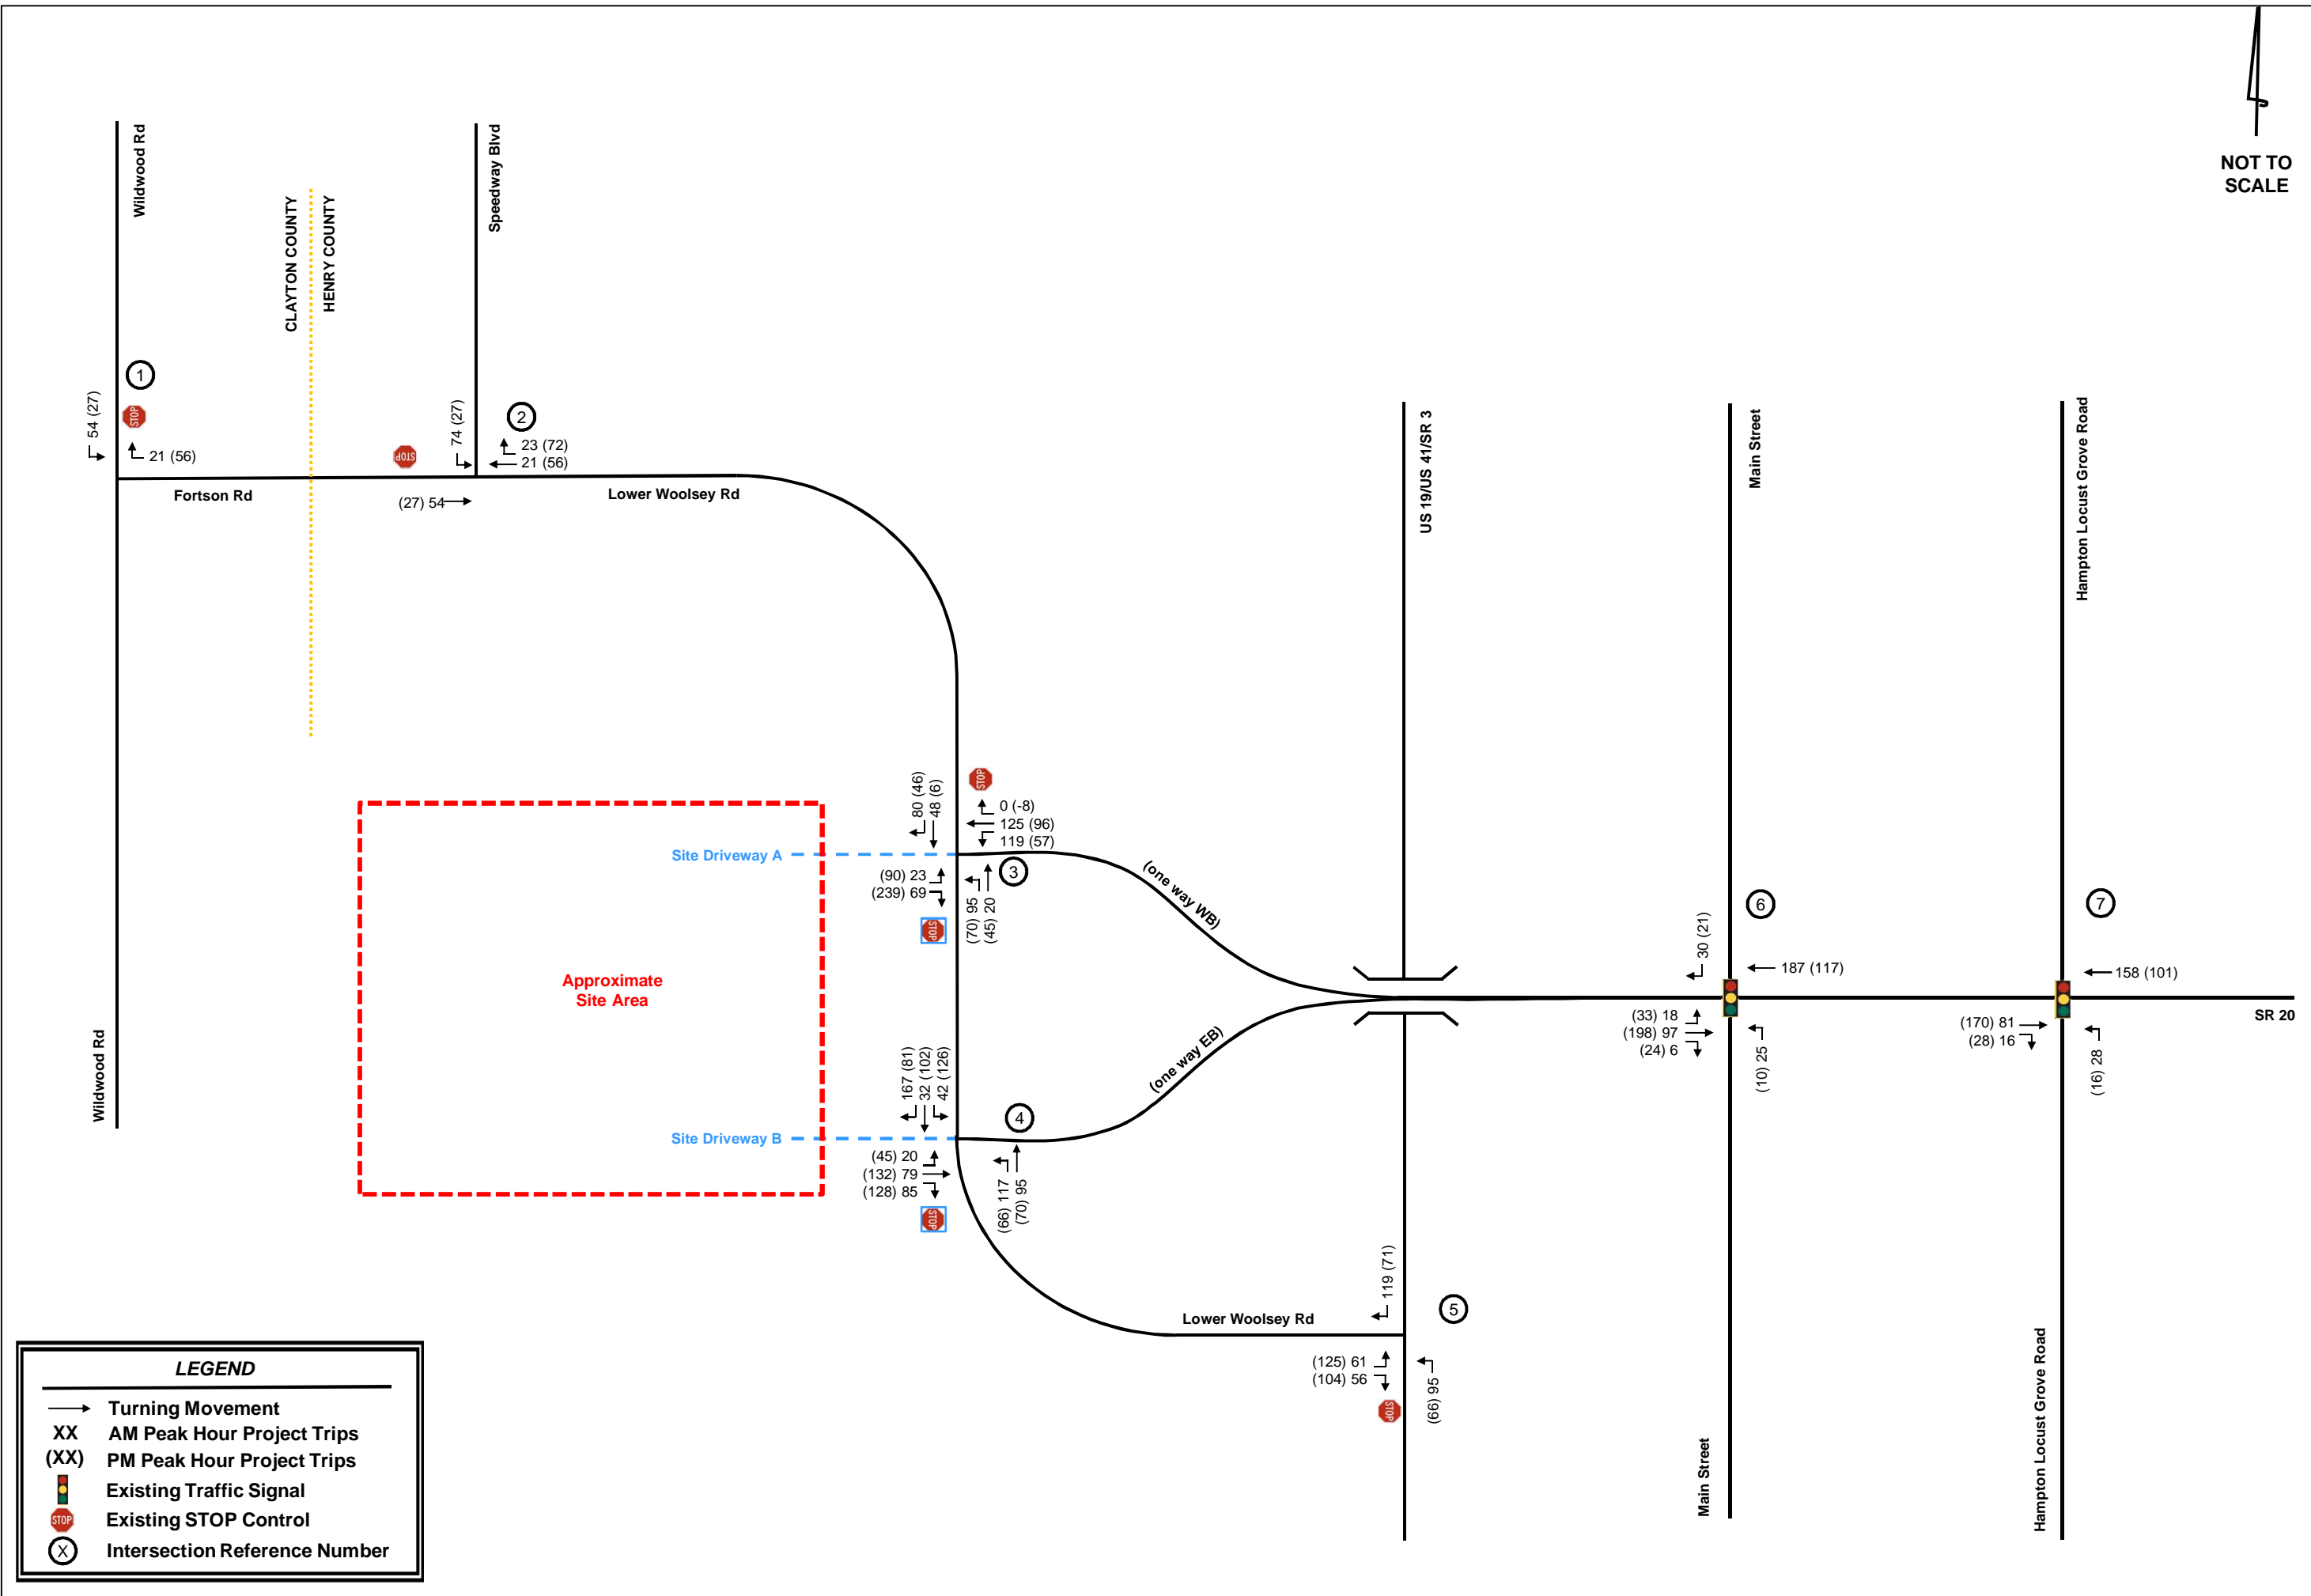 NOT TO
SCALE
Wildwood Rd
CLAYTON COUNTY
HENRY COUNTY
Speedway Blvd
1
54 (27)
STOP
21 (56)
Fortson Rd
STOP
74 (27)
2
23 (72)
21 (56)
(27) 54
Lower Woolsey Rd
US 19/US 41/SR 3
Main Street
Hampton Locust Grove Road
80 (46)
48 (6)
STOP
0 (-8)
125 (96)
119 (57)
Site Driveway A
3
(90) 23
(239) 69
STOP
(70) 95
(45) 20
(one way WB)
Approximate
Site Area
6
30 (21)
187 (117)
(33) 18
(198) 97
(24) 6
(10) 25
7
158 (101)
SR 20
(170) 81
(28) 16
(16) 28
Wildwood Rd
167 (81)
32 (102)
42 (126)
4
(one way EB)
Site Driveway B
(45) 20
(132) 79
(128) 85
STOP
(66) 117
(70) 95
119 (71)
5
Lower Woolsey Rd
(125) 61
(104) 56
STOP
(66) 95
Main Street
Hampton Locust Grove Road
LEGEND
Turning Movement
XX AM Peak Hour Project Trips
(XX) PM Peak Hour Project Trips
Existing Traffic Signal
STOP Existing STOP Control
X Intersection Reference Number